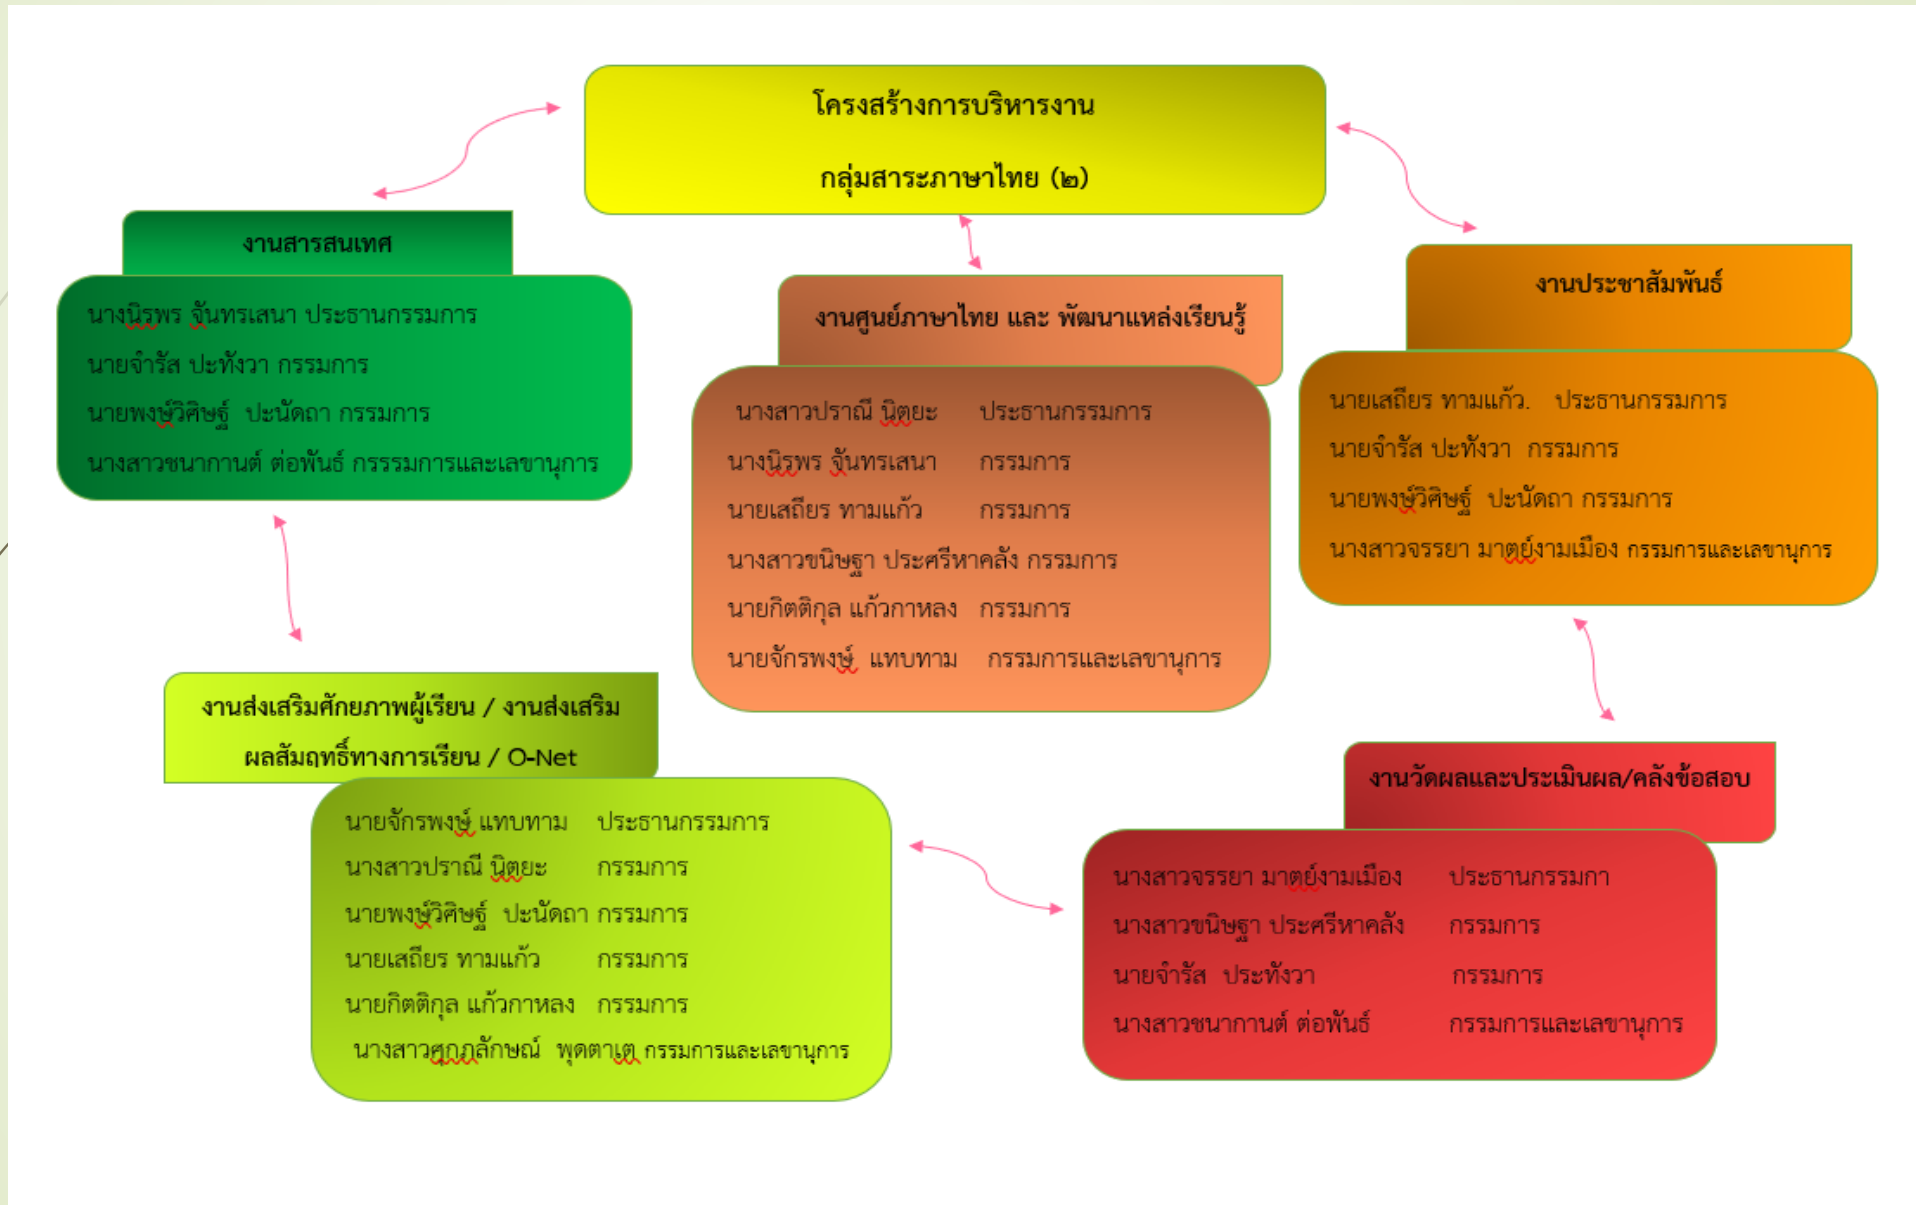 โครงสร้างการบริหารงาน
กลุ่มสาระภาษาไทย (๒)
งานสารสนเทศ
นางนิรุพร จันทรเสนา ประธานกรรมการ
นายจำรัส ปะทังวา กรรมการ
นายพงษ์วิศิษฐ์ ปะนัดถา กรรมการ
นางสาวชนากานต์ ต่อพันธ์ กรรรมการและเลขานุการ
งานศูนย์ภาษาไทย และ พัฒนาแหล่งเรียนรู้
นางสาวปราณี นิตุยะ ประธานกรรมการ
นางนิรุพร จันทรเสนา กรรมการ
นายเสถียร ทามแก้ว กรรมการ
นางสาวขนิษฐา ประศรีหาคลัง กรรมการ
นายกิตติกุล แก้วกาหลง กรรมการ
นายจักรพงษ์ แทบทาม กรรมการและเลขานุการ
งานประชาสัมพันธ์
นายเสถียร ทามแก้ว. ประธานกรรมการ
นายจำรัส ปะทังวา กรรมการ
นายพงษ์วิศิษฐ์ ปะนัดถา กรรมการ
นางสาวจรรยา มาตย์งามเมือง กรรมการและเลขานุการ
งานส่งเสริมศักยภาพผู้เรียน / งานส่งเสริม
ผลสัมฤทธิ์ทางการเรียน / O-Net
นายจักรพงษ์ แทบทาม ประธานกรรมการ
นางสาวปราณี นิตุยะ กรรมการ
นายพงษ์วิศิษฐ์ ปะนัดถา กรรมการ
นายเสถียร ทามแก้ว กรรมการ
นายกิตติกุล แก้วกาหลง กรรมการ
นางสาว พุดตาเต กรรมการและเลขานุการ
งานวัดผลและประเมินผล/คลังข้อสอบ
นางสาวจรรยา มาตย์งามเมือง ประธานกรรมกา
นางสาวขนิษฐา ประศรีหาคลัง กรรมการ
นายจำรัส ประทังวา กรรมการ
นางสาวชนากานต์ ต่อพันธ์ กรรมการและเลขานุการ